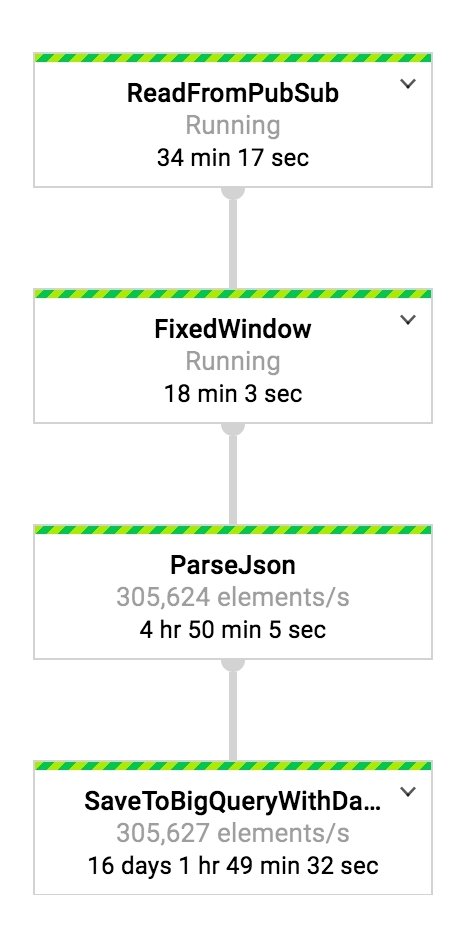 ReadFromPubSub
Running
34 min 17 sec
FixedWindow
Running
18 min 3 sec
ParseJson
305,624 elements/s
4 hr 50 min 5 sec
SaveToBigQueryWithDa...
305,627 elements/s
16 days 1 hr 49 min 32 sec